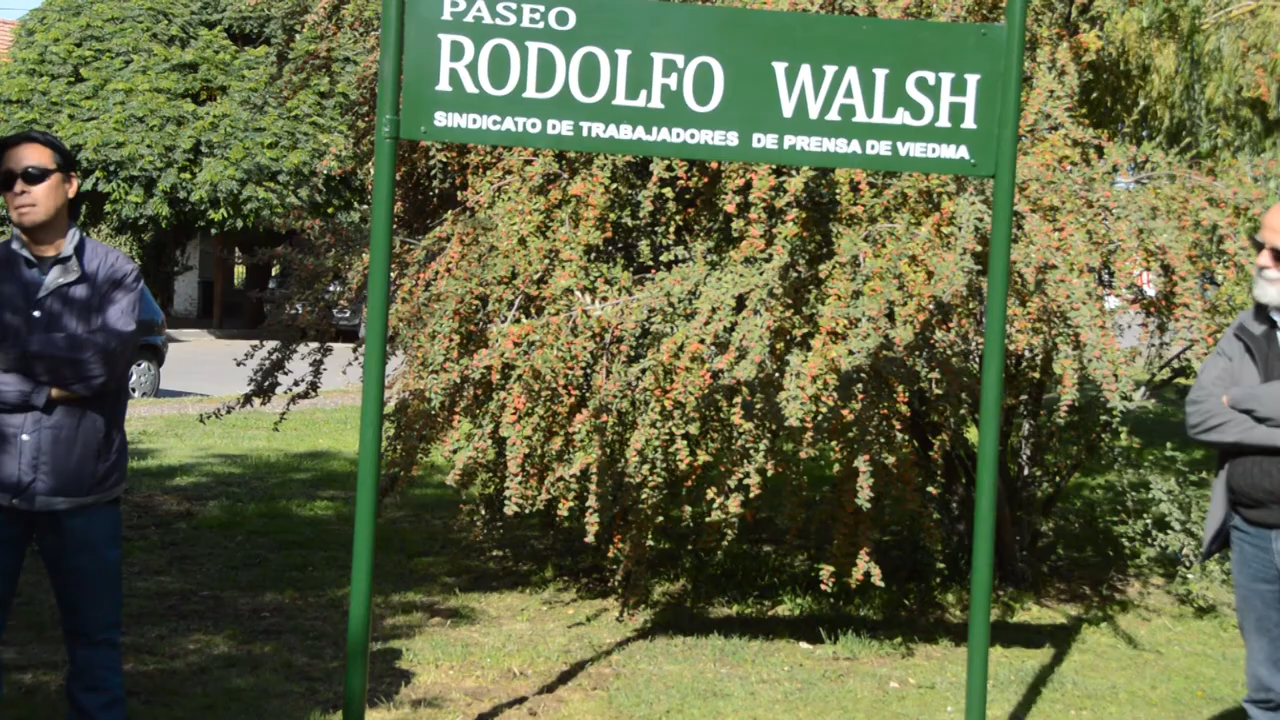 PASEO
RODOLFO WALSH
SINDICATO DE TRABAJADORES DE PRENSA DE VIEDMA